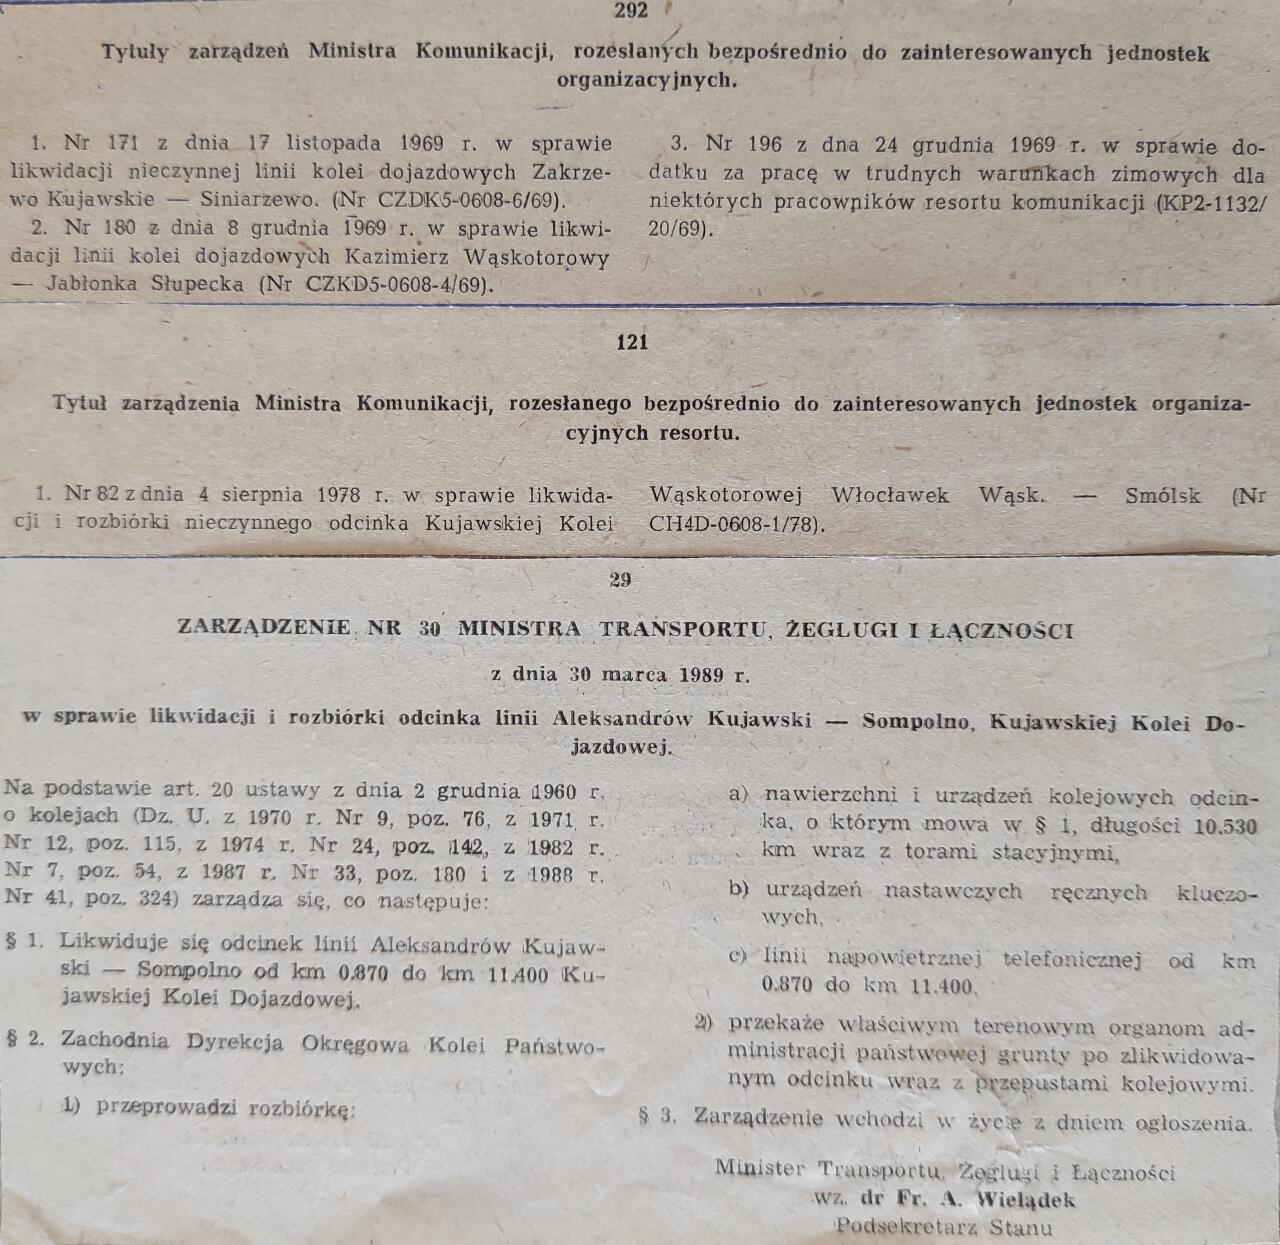 292
Tytuły zarządzeń Ministra Komunikacji, rozesłanych bezpośrednio do zainteresowanych jednostek
organizacyjnych.
1. Nr 171 z dnia 17 listopada 1969 r. w sprawie
likwidacji nieczynnej linii kolei dojazdowych Zakrze-
wo Kujawskie — Siniarzewo. (Nr CZDK5-0608-6/69).
2. Nr 180 z dnia 8 grudnia 1969 r. w sprawie likwi-
dacji linii kolei dojazdowych Kazimierz Wąskotorowy
— Jabłonka Słupecka (Nr CZKD5-0608-4/69).
3. Nr 196 z dna 24 grudnia 1969 r. w sprawie do-
datku za pracę w trudnych warunkach zimowych dla
niektórych pracowników resortu komunikacji (KP2-1132/
20/69).
121
Tytuł zarządzenia Ministra Komunikacji, rozesłanego bezpośrednio do zainteresowanych jednostek organiza-
cyjnych resortu.
1. Nr 82 z dnia 4 sierpnia 1978 r. w sprawie likwida-
cji i rozbiórki nieczynnego odcinka Kujawskiej Kolei
Wąskotorowej Włocławek Wąsk. — Smólsk (Nr
CH4D-0608-1/78).
29
ZARZĄDZENIE NR 30 MINISTRA TRANSPORTU, ŻEGLUGI I ŁĄCZNOŚCI
z dnia 30 marca 1989 r.
w sprawie likwidacji i rozbiórki odcinka linii Aleksandrów Kujawski — Sompolno, Kujawskiej Kolei Do-
jazdowej.
Na podstawie art. 20 ustawy z dnia 2 grudnia 1960 r.
o kolejach (Dz. U. z 1970 r. Nr 9, poz. 76, z 1971 r.
Nr 12, poz. 115, z 1974 r. Nr 24, poz. 142, z 1982 r.
Nr 7, poz. 54, z 1987 r. Nr 33, poz. 180 i z 1988 r.
Nr 41, poz. 324) zarządza się, co następuje:
§ 1. Likwiduje się odcinek linii Aleksandrów Kujaw-
ski — Sompolno od km 0.870 do km 11.400 Ku-
jawskiej Kolei Dojazdowej.
§ 2. Zachodnia Dyrekcja Okręgowa Kolei Państwo-
wych:
1) przeprowadzi rozbiórkę:
a) nawierzchni i urządzeń kolejowych odcin-
ka, o którym mowa w § 1, długości 10.530
km wraz z torami stacyjnymi,
b) urządzeń nastawczych ręcznych kluczo-
wych,
c) linii napowietrznej telefonicznej od km
0.870 do km 11.400,
2) przekaże właściwym terenowym organom ad-
ministracji państwowej grunty po zlikwidowa-
nym odcinku wraz z przepustami kolejowymi.
§ 3. Zarządzenie wchodzi w życie z dniem ogłoszenia.
Minister Transportu, Żeglugi i Łączności
wz. dr Fr. A. Wielądek
Podsekretarz Stanu